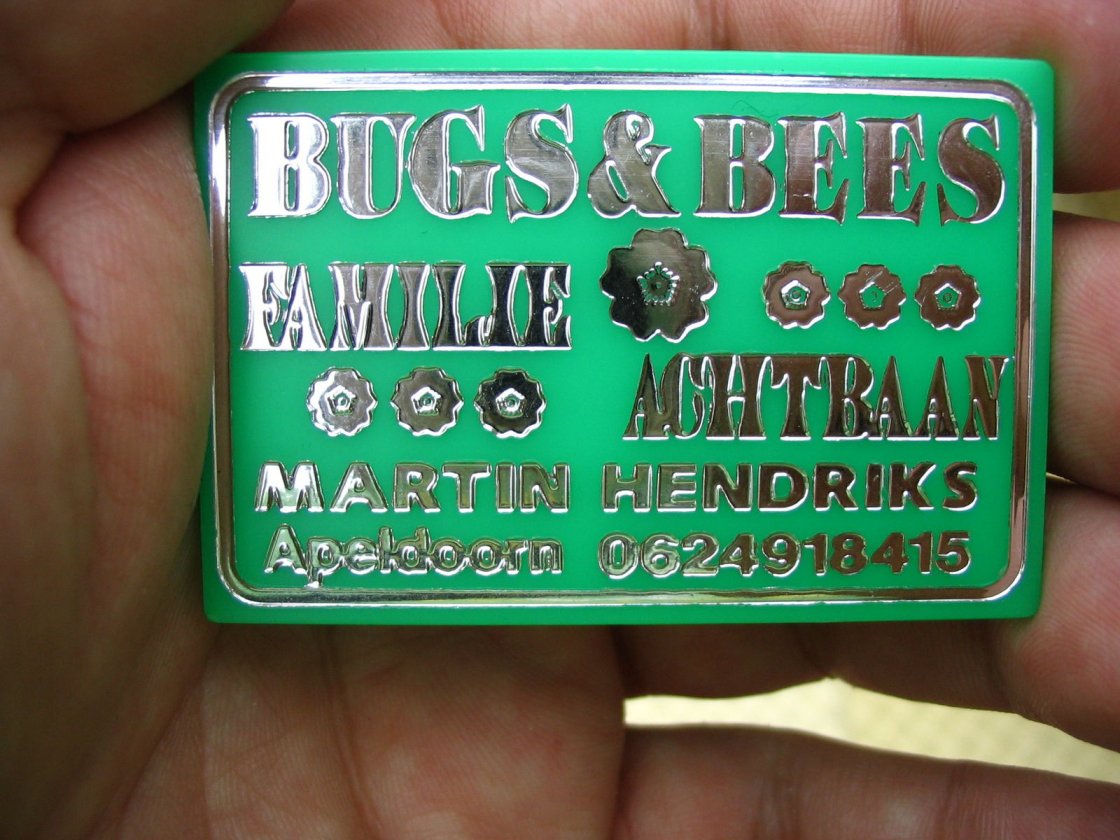 BUGS & BEES
FAMILIE
ACHTBAAN
MARTIN HENDRIKS
Apeldoorn 0624918415